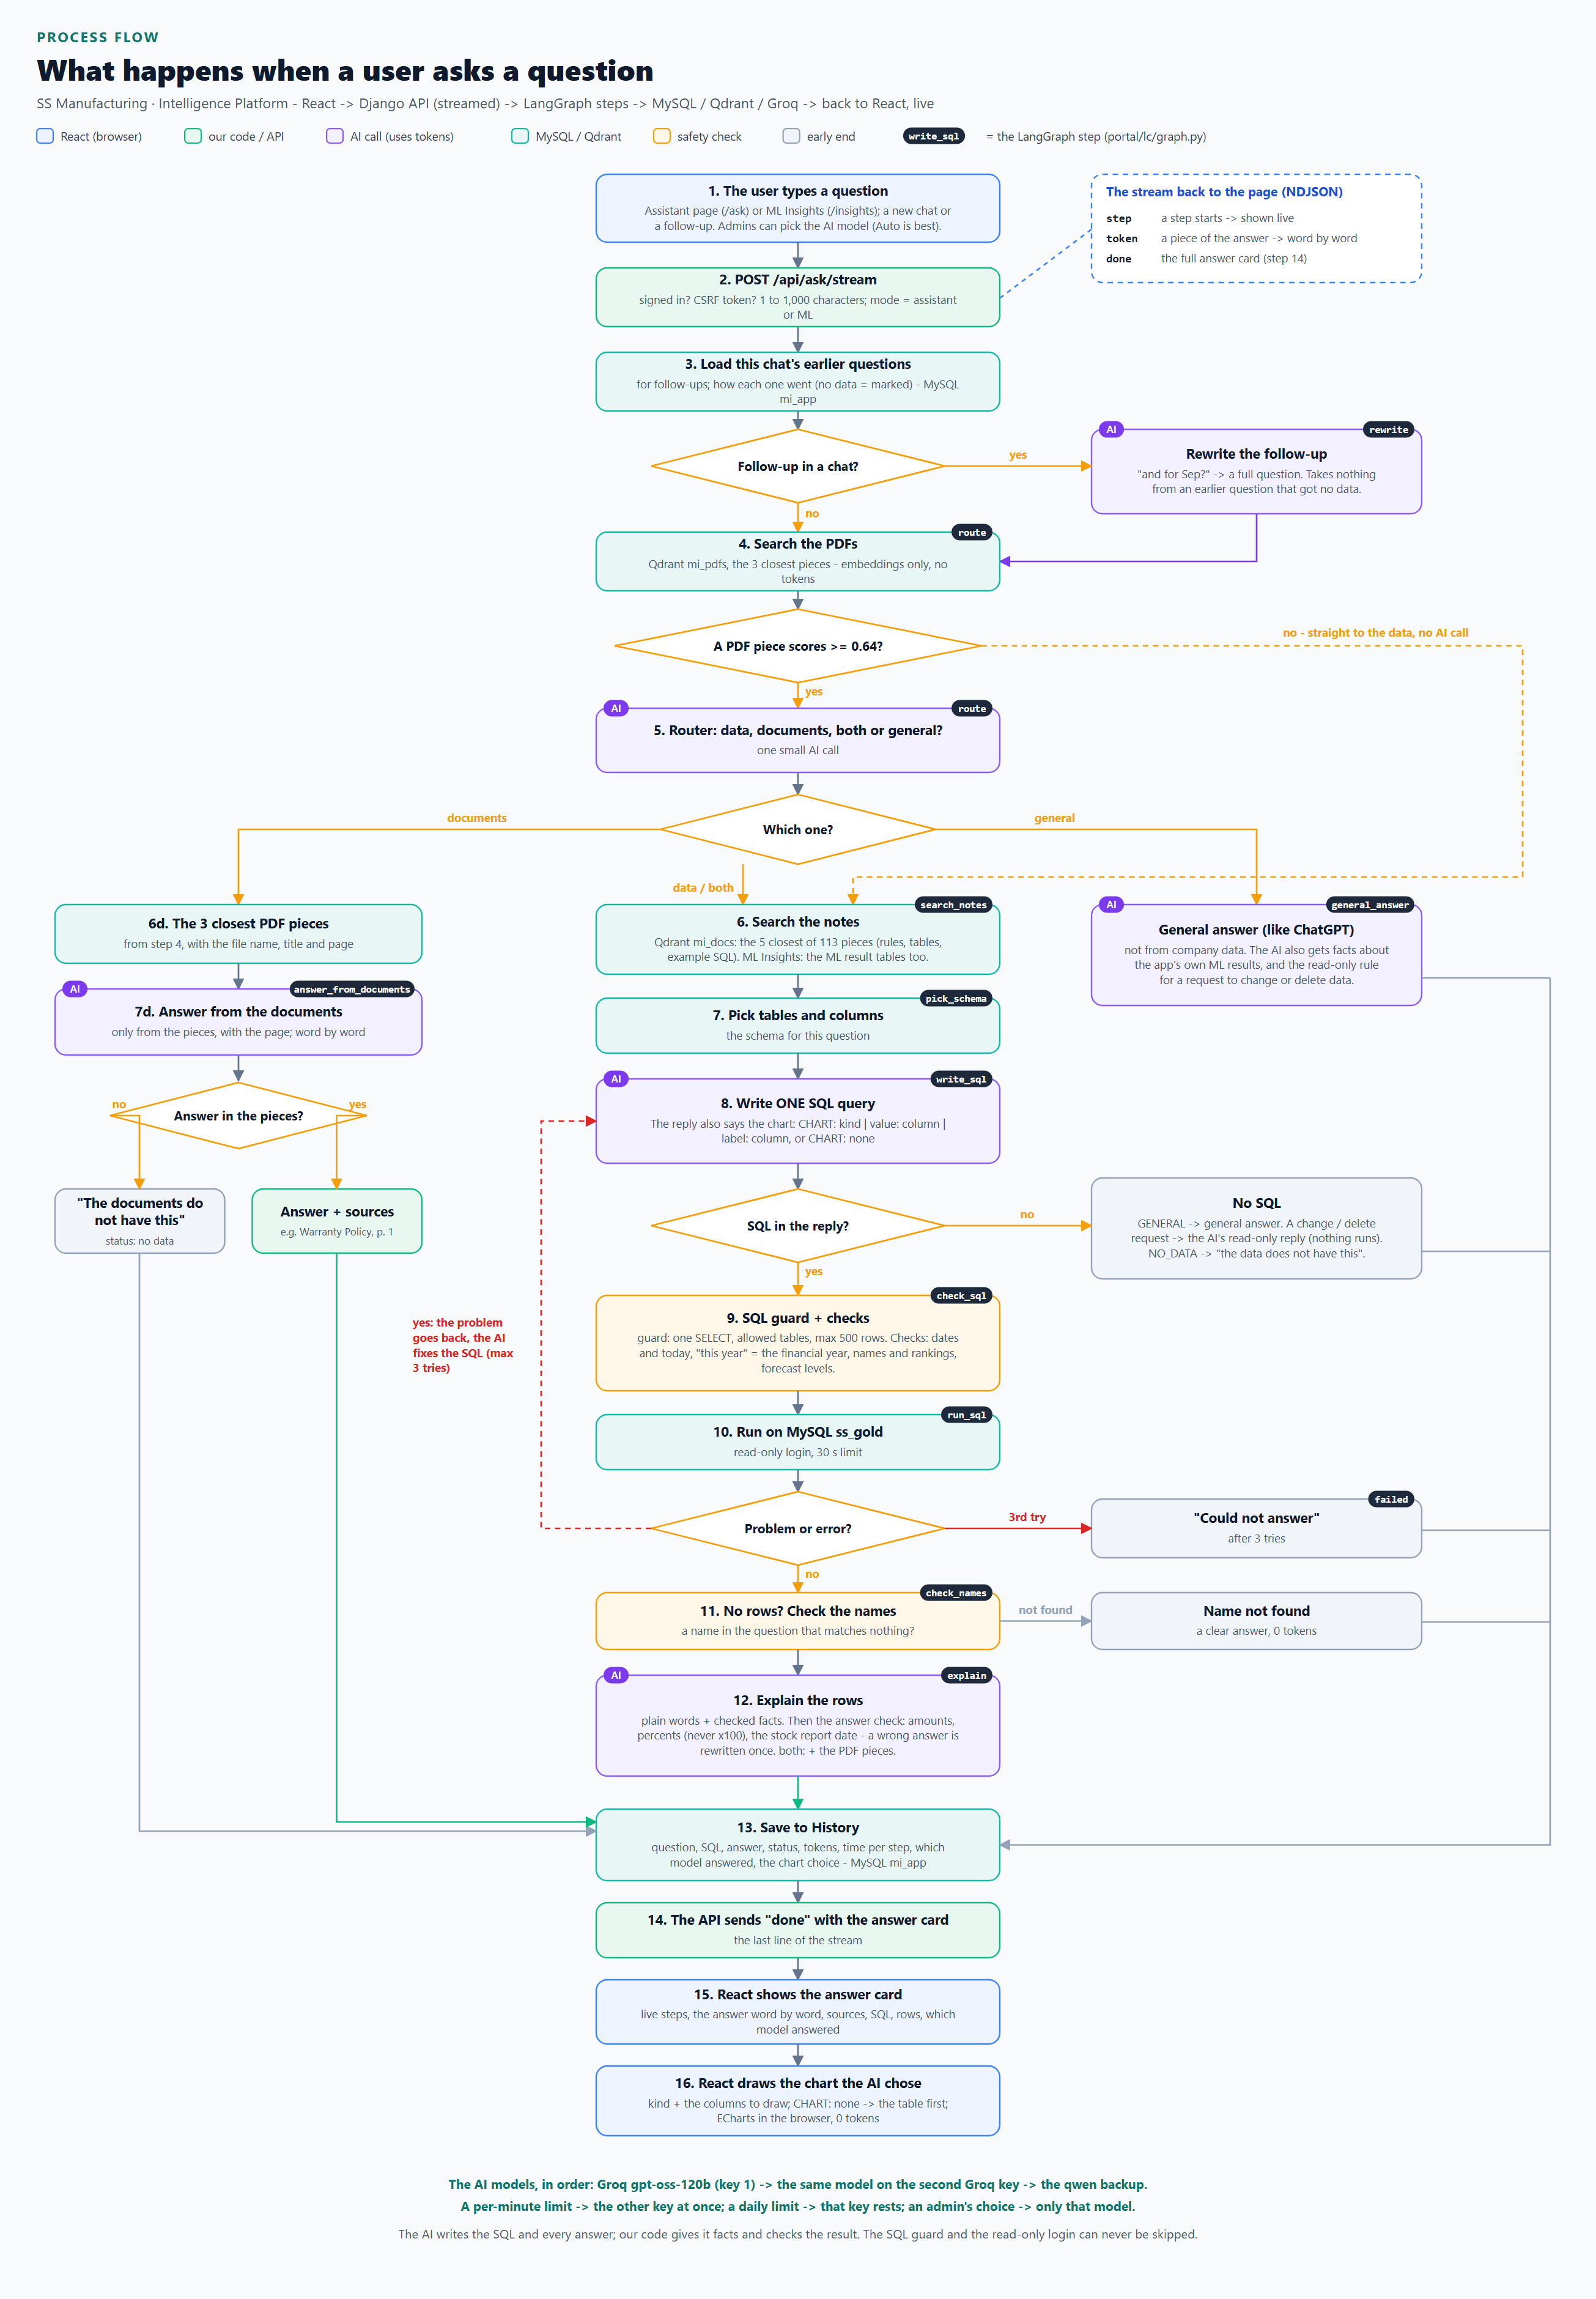 PROCESS FLOW
What happens when a user asks a question
SS Manufacturing · Intelligence Platform - React -> Django API (streamed) -> LangGraph steps -> MySQL / Qdrant / Groq -> back to React, live
React (browser)
our code / API
AI call (uses tokens)
MySQL / Qdrant
safety check
early end
write_sql
= the LangGraph step (portal/lc/graph.py)
1. The user types a question
Assistant page (/ask) or ML Insights (/insights); a new chat or
a follow-up. Admins can pick the AI model (Auto is best).
The stream back to the page (NDJSON)
step a step starts -> shown live
token a piece of the answer -> word by word
done the full answer card (step 14)
2. POST /api/ask/stream
signed in? CSRF token? 1 to 1,000 characters; mode = assistant
or ML
3. Load this chat's earlier questions
for follow-ups; how each one went (no data = marked) - MySQL
mi_app
Follow-up in a chat?
yes
no
AI
rewrite
Rewrite the follow-up
"and for Sep?" -> a full question. Takes nothing
from an earlier question that got no data.
route
4. Search the PDFs
Qdrant mi_pdfs, the 3 closest pieces - embeddings only, no
tokens
A PDF piece scores >= 0.64?
no - straight to the data, no AI call
yes
AI
route
5. Router: data, documents, both or general?
one small AI call
Which one?
documents
general
data / both
6d. The 3 closest PDF pieces
from step 4, with the file name, title and page
search_notes
6. Search the notes
Qdrant mi_docs: the 5 closest of 113 pieces (rules, tables,
example SQL). ML Insights: the ML result tables too.
AI
general_answer
General answer (like ChatGPT)
not from company data. The AI also gets facts about
the app's own ML results, and the read-only rule
for a request to change or delete data.
AI
answer_from_documents
7d. Answer from the documents
only from the pieces, with the page; word by word
pick_schema
7. Pick tables and columns
the schema for this question
Answer in the pieces?
no
yes
AI
write_sql
8. Write ONE SQL query
The reply also says the chart: CHART: kind | value: column |
label: column, or CHART: none
"The documents do
not have this"
status: no data
Answer + sources
e.g. Warranty Policy, p. 1
SQL in the reply?
no
yes
No SQL
GENERAL -> general answer. A change / delete
request -> the AI's read-only reply (nothing runs).
NO_DATA -> "the data does not have this".
check_sql
9. SQL guard + checks
guard: one SELECT, allowed tables, max 500 rows. Checks: dates
and today, "this year" = the financial year, names and rankings,
forecast levels.
yes: the problem
goes back, the AI
fixes the SQL (max
3 tries)
run_sql
10. Run on MySQL ss_gold
read-only login, 30 s limit
Problem or error?
3rd try
no
failed
"Could not answer"
after 3 tries
check_names
11. No rows? Check the names
a name in the question that matches nothing?
not found
Name not found
a clear answer, 0 tokens
AI
explain
12. Explain the rows
plain words + checked facts. Then the answer check: amounts,
percents (never x100), the stock report date - a wrong answer is
rewritten once. both: + the PDF pieces.
13. Save to History
question, SQL, answer, status, tokens, time per step, which
model answered, the chart choice - MySQL mi_app
14. The API sends "done" with the answer card
the last line of the stream
15. React shows the answer card
live steps, the answer word by word, sources, SQL, rows, which
model answered
16. React draws the chart the AI chose
kind + the columns to draw; CHART: none -> the table first;
ECharts in the browser, 0 tokens
The AI models, in order: Groq gpt-oss-120b (key 1) -> the same model on the second Groq key -> the qwen backup.
A per-minute limit -> the other key at once; a daily limit -> that key rests; an admin's choice -> only that model.
The AI writes the SQL and every answer; our code gives it facts and checks the result. The SQL guard and the read-only login can never be skipped.